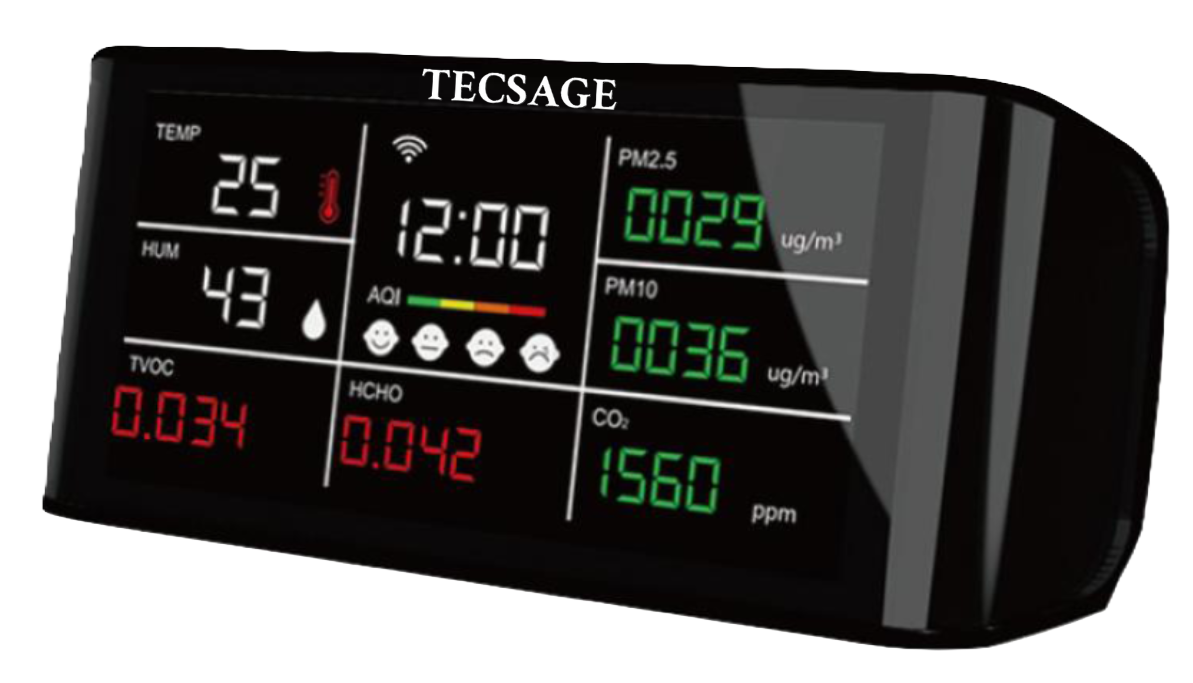 TECSAGE
TEMP
25
HUM
43
12:00
AQI
PM2.5
0029 ug/m³
PM10
0036 ug/m³
TVOC
0.034
HCHO
0.042
CO₂
1560 ppm